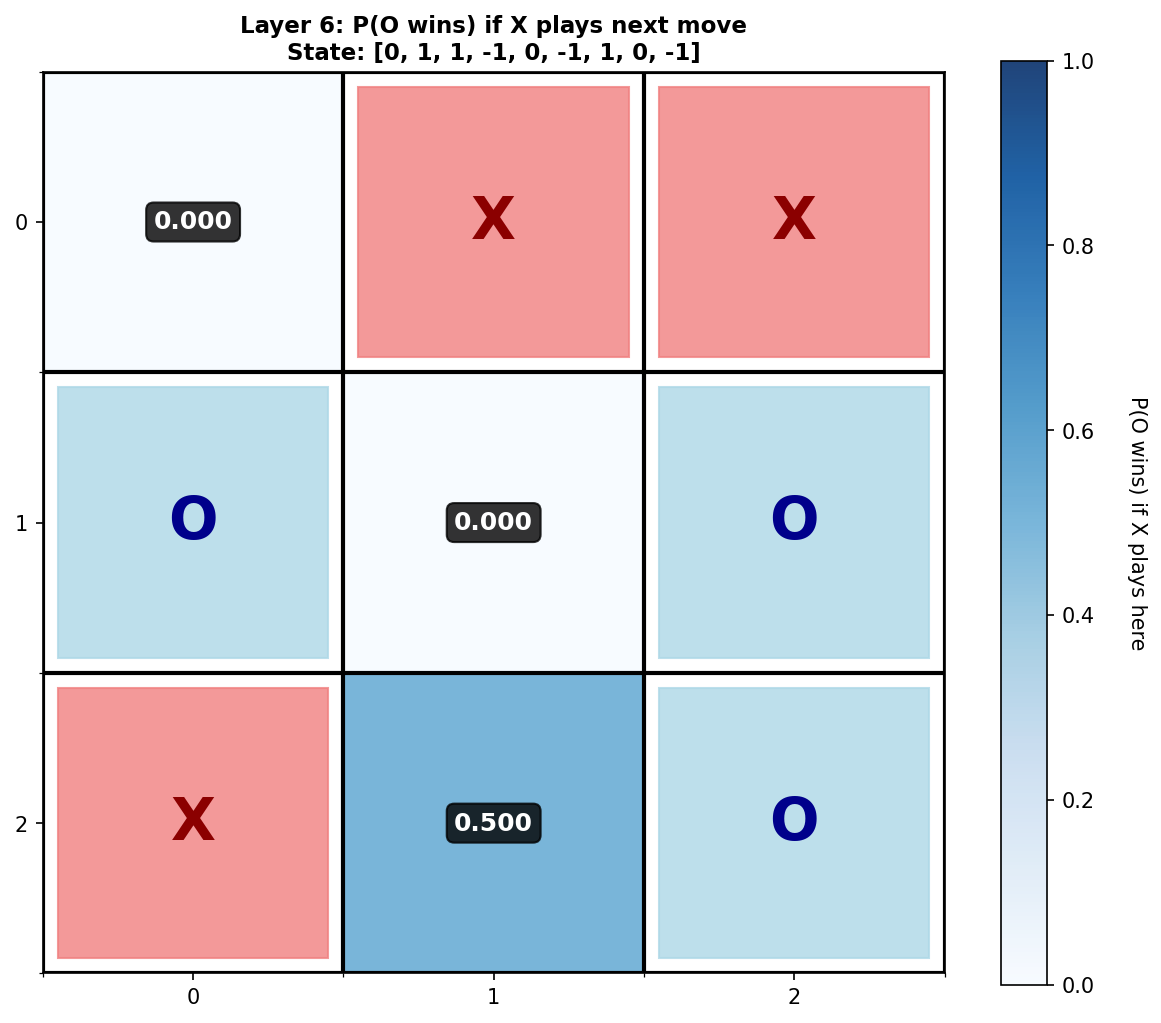 Layer 6: P(O wins) if X plays next move
State: [0, 1, 1, -1, 0, -1, 1, 0, -1]
0
0.000
X
X
1
O
0.000
O
2
X
0.500
O
0
1
2
1.0
0.8
0.6
0.4
0.2
0.0
P(O wins) if X plays here